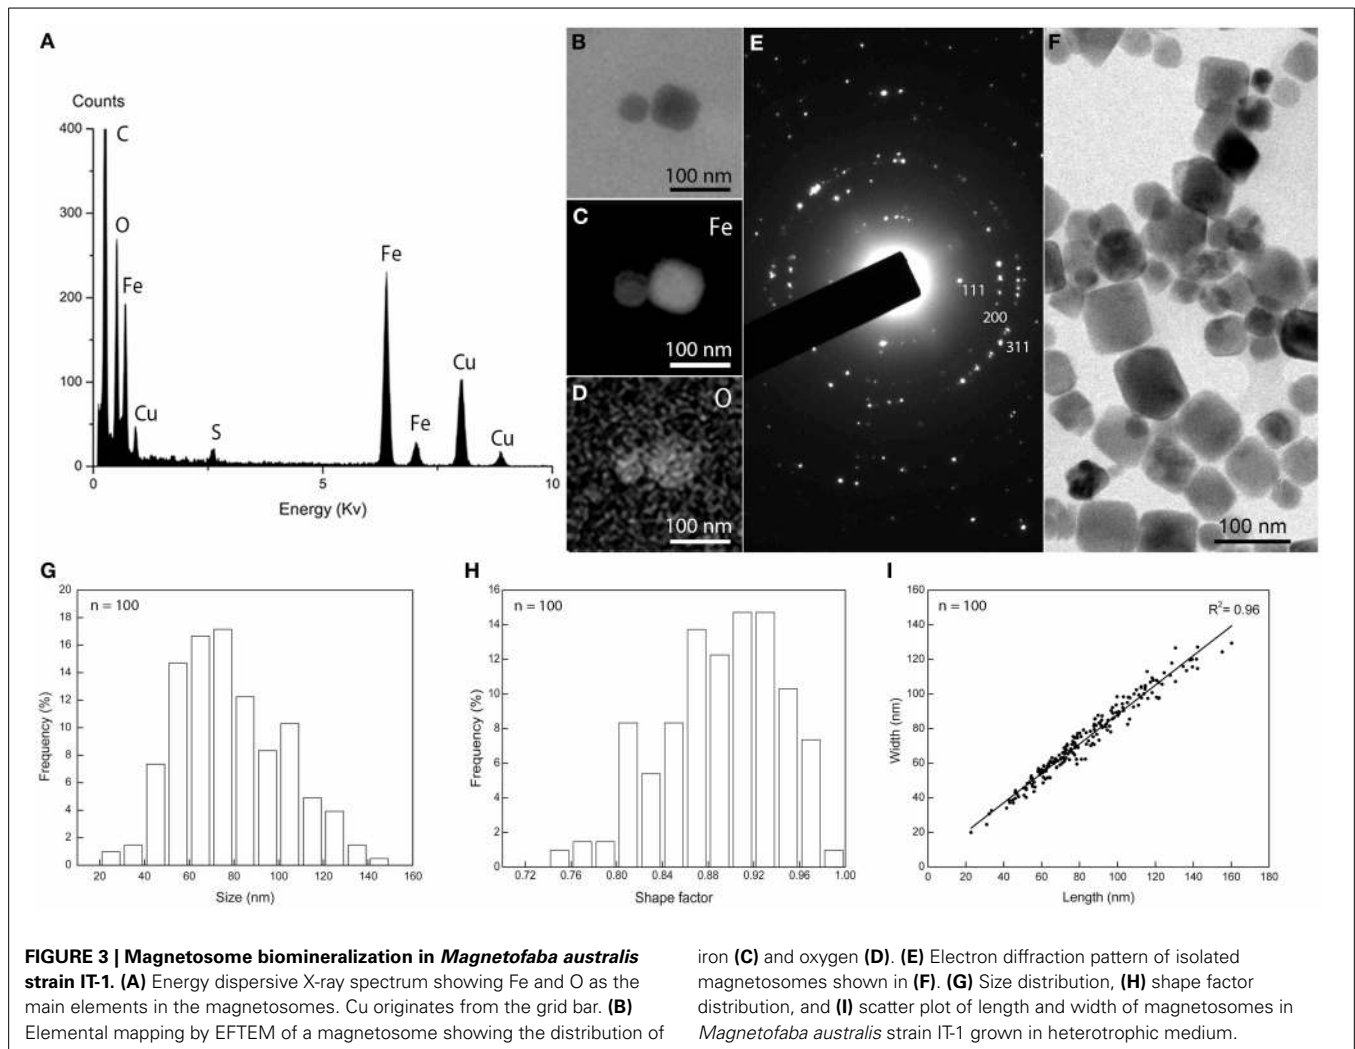 A
Counts
400
300
200
100
0
C
O
Fe
Cu
S
Fe
Fe
Cu
Cu
0
5
10
Energy (Kv)
B
100 nm
C
Fe
100 nm
D
O
100 nm
E
111
200
311
F
100 nm
G
n = 100
20
18
16
14
12
10
8
6
4
2
0
Frequency (%)
20 40 60 80 100 120 140 160
Size (nm)
H
n = 100
16
14
12
10
8
6
4
2
0
Frequency (%)
0.72 0.76 0.80 0.84 0.88 0.92 0.96 1.00
Shape factor
I
n = 100
R²= 0.96
160
140
120
100
80
60
40
20
0
Width (nm)
0 20 40 60 80 100 120 140 160 180
Length (nm)
FIGURE 3 | Magnetosome biomineralization in Magnetofaba australis
strain IT-1. (A) Energy dispersive X-ray spectrum showing Fe and O as the
main elements in the magnetosomes. Cu originates from the grid bar. (B)
Elemental mapping by EFTEM of a magnetosome showing the distribution of
iron (C) and oxygen (D). (E) Electron diffraction pattern of isolated
magnetosomes shown in (F). (G) Size distribution, (H) shape factor
distribution, and (I) scatter plot of length and width of magnetosomes in
Magnetofaba australis strain IT-1 grown in heterotrophic medium.